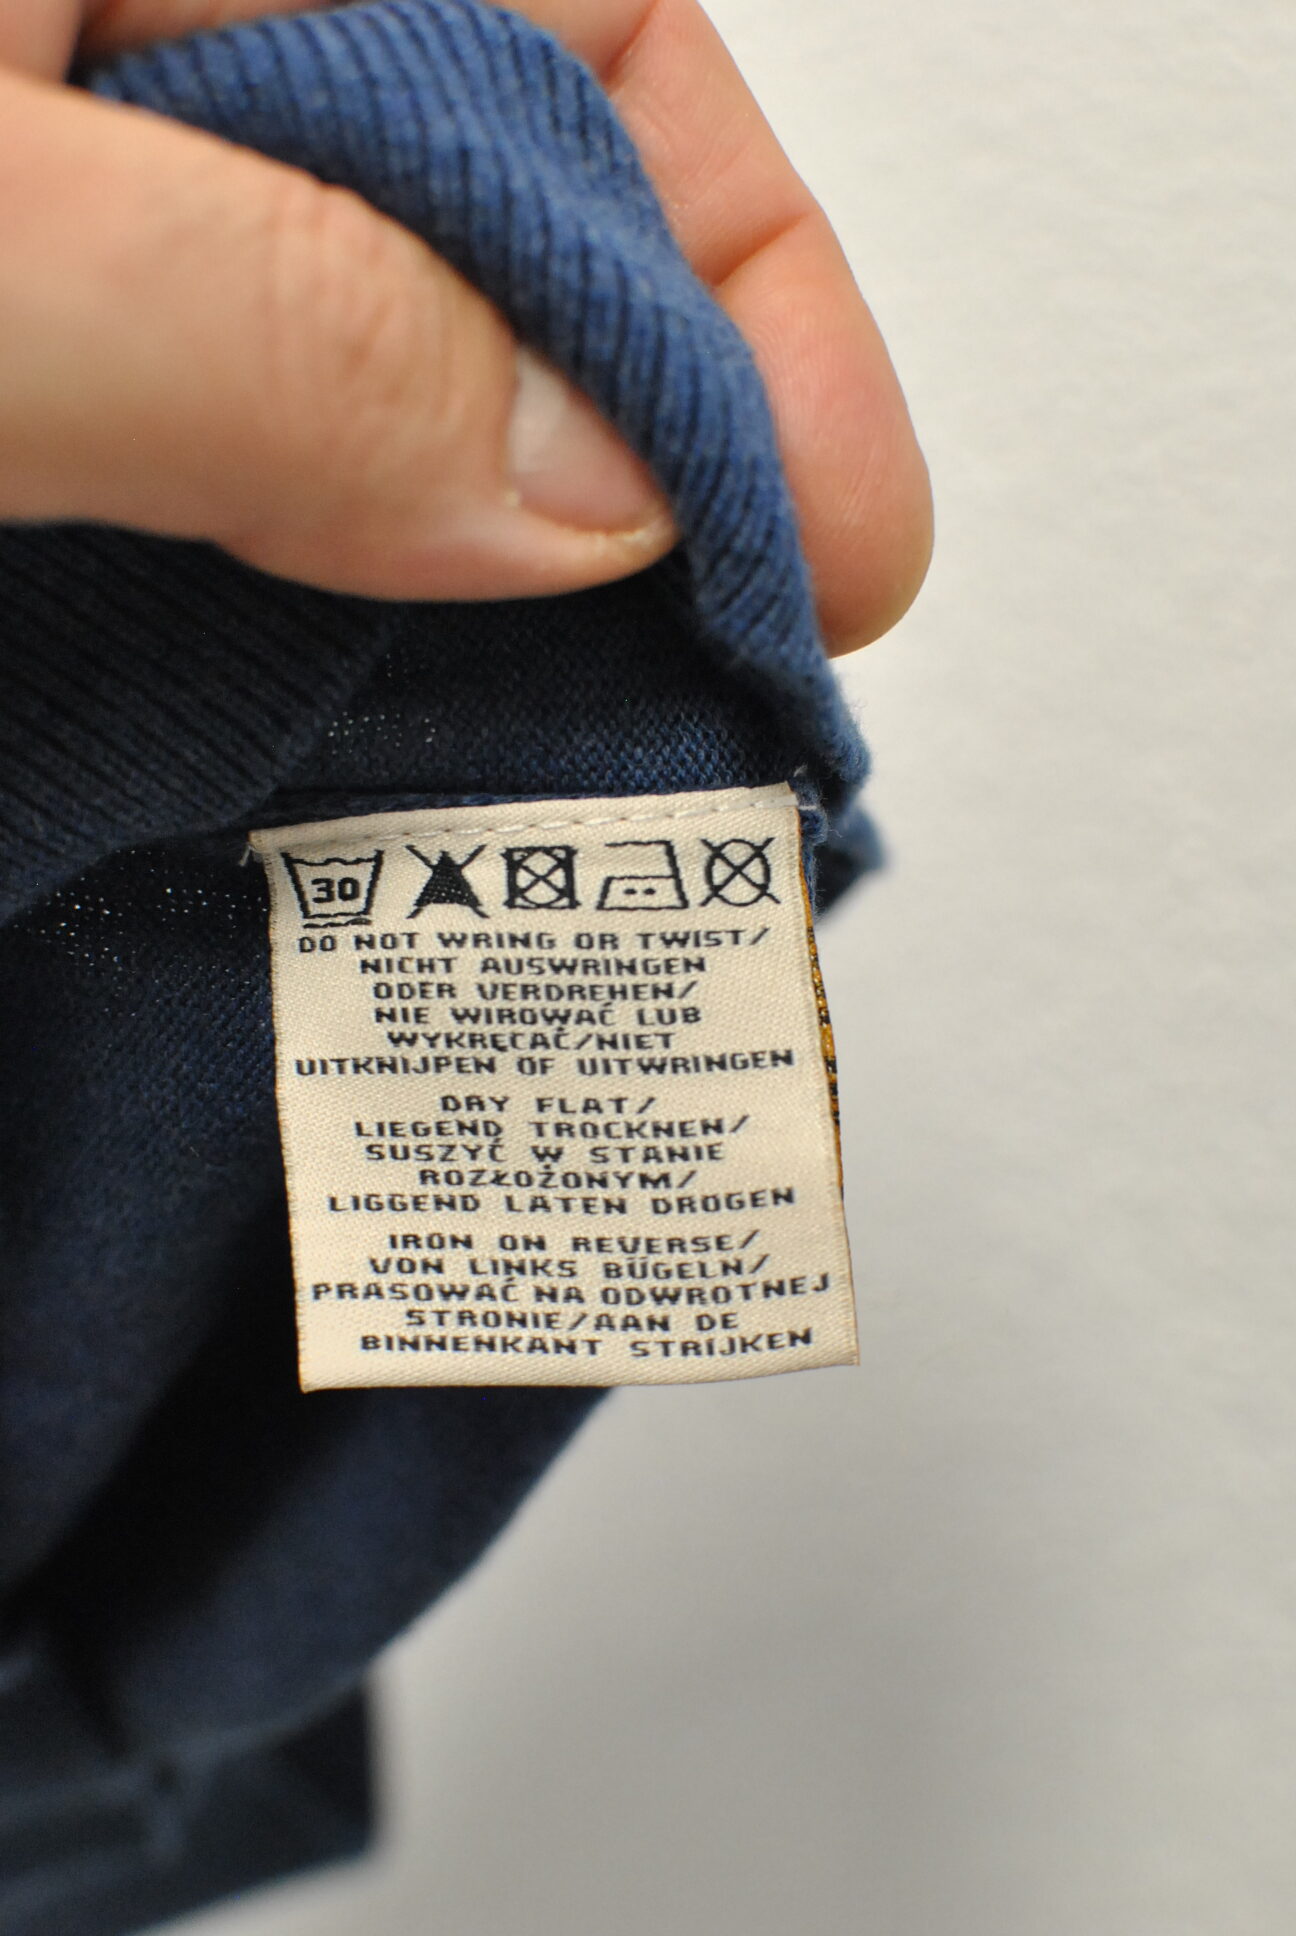 30
DO NOT WRING OR TWIST/
NICHT AUSWRINGEN
ODER VERDREHEN/
NIE WIROWAĆ LUB
WYKRĘCAĆ/NIET
UITKNIJPEN OF UITWRINGEN
DRY FLAT/
LIEGEND TROCKNEN/
SUSZYĆ W STANIE
ROZŁOŻONYM/
LIGGEND LATEN DROGEN
IRON ON REVERSE/
VON LINKS BÜGELN/
PRASOWAĆ NA ODWROTNEJ
STRONIE/AAN DE
BINNENKANT STRIJKEN